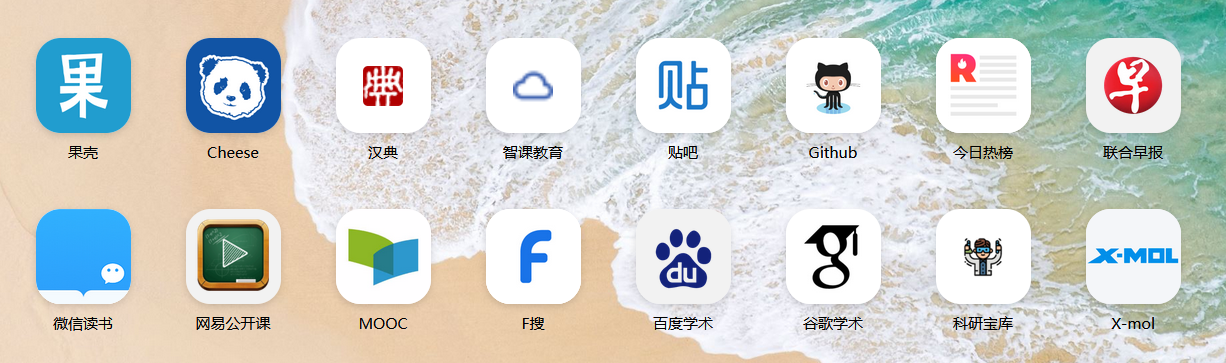 果
典
贴
R
早
果壳
Cheese
汉典
智课教育
贴吧
Github
今日热榜
联合早报
F
du
g
X-MOL
微信读书
网易公开课
MOOC
F搜
百度学术
谷歌学术
科研宝库
X-mol